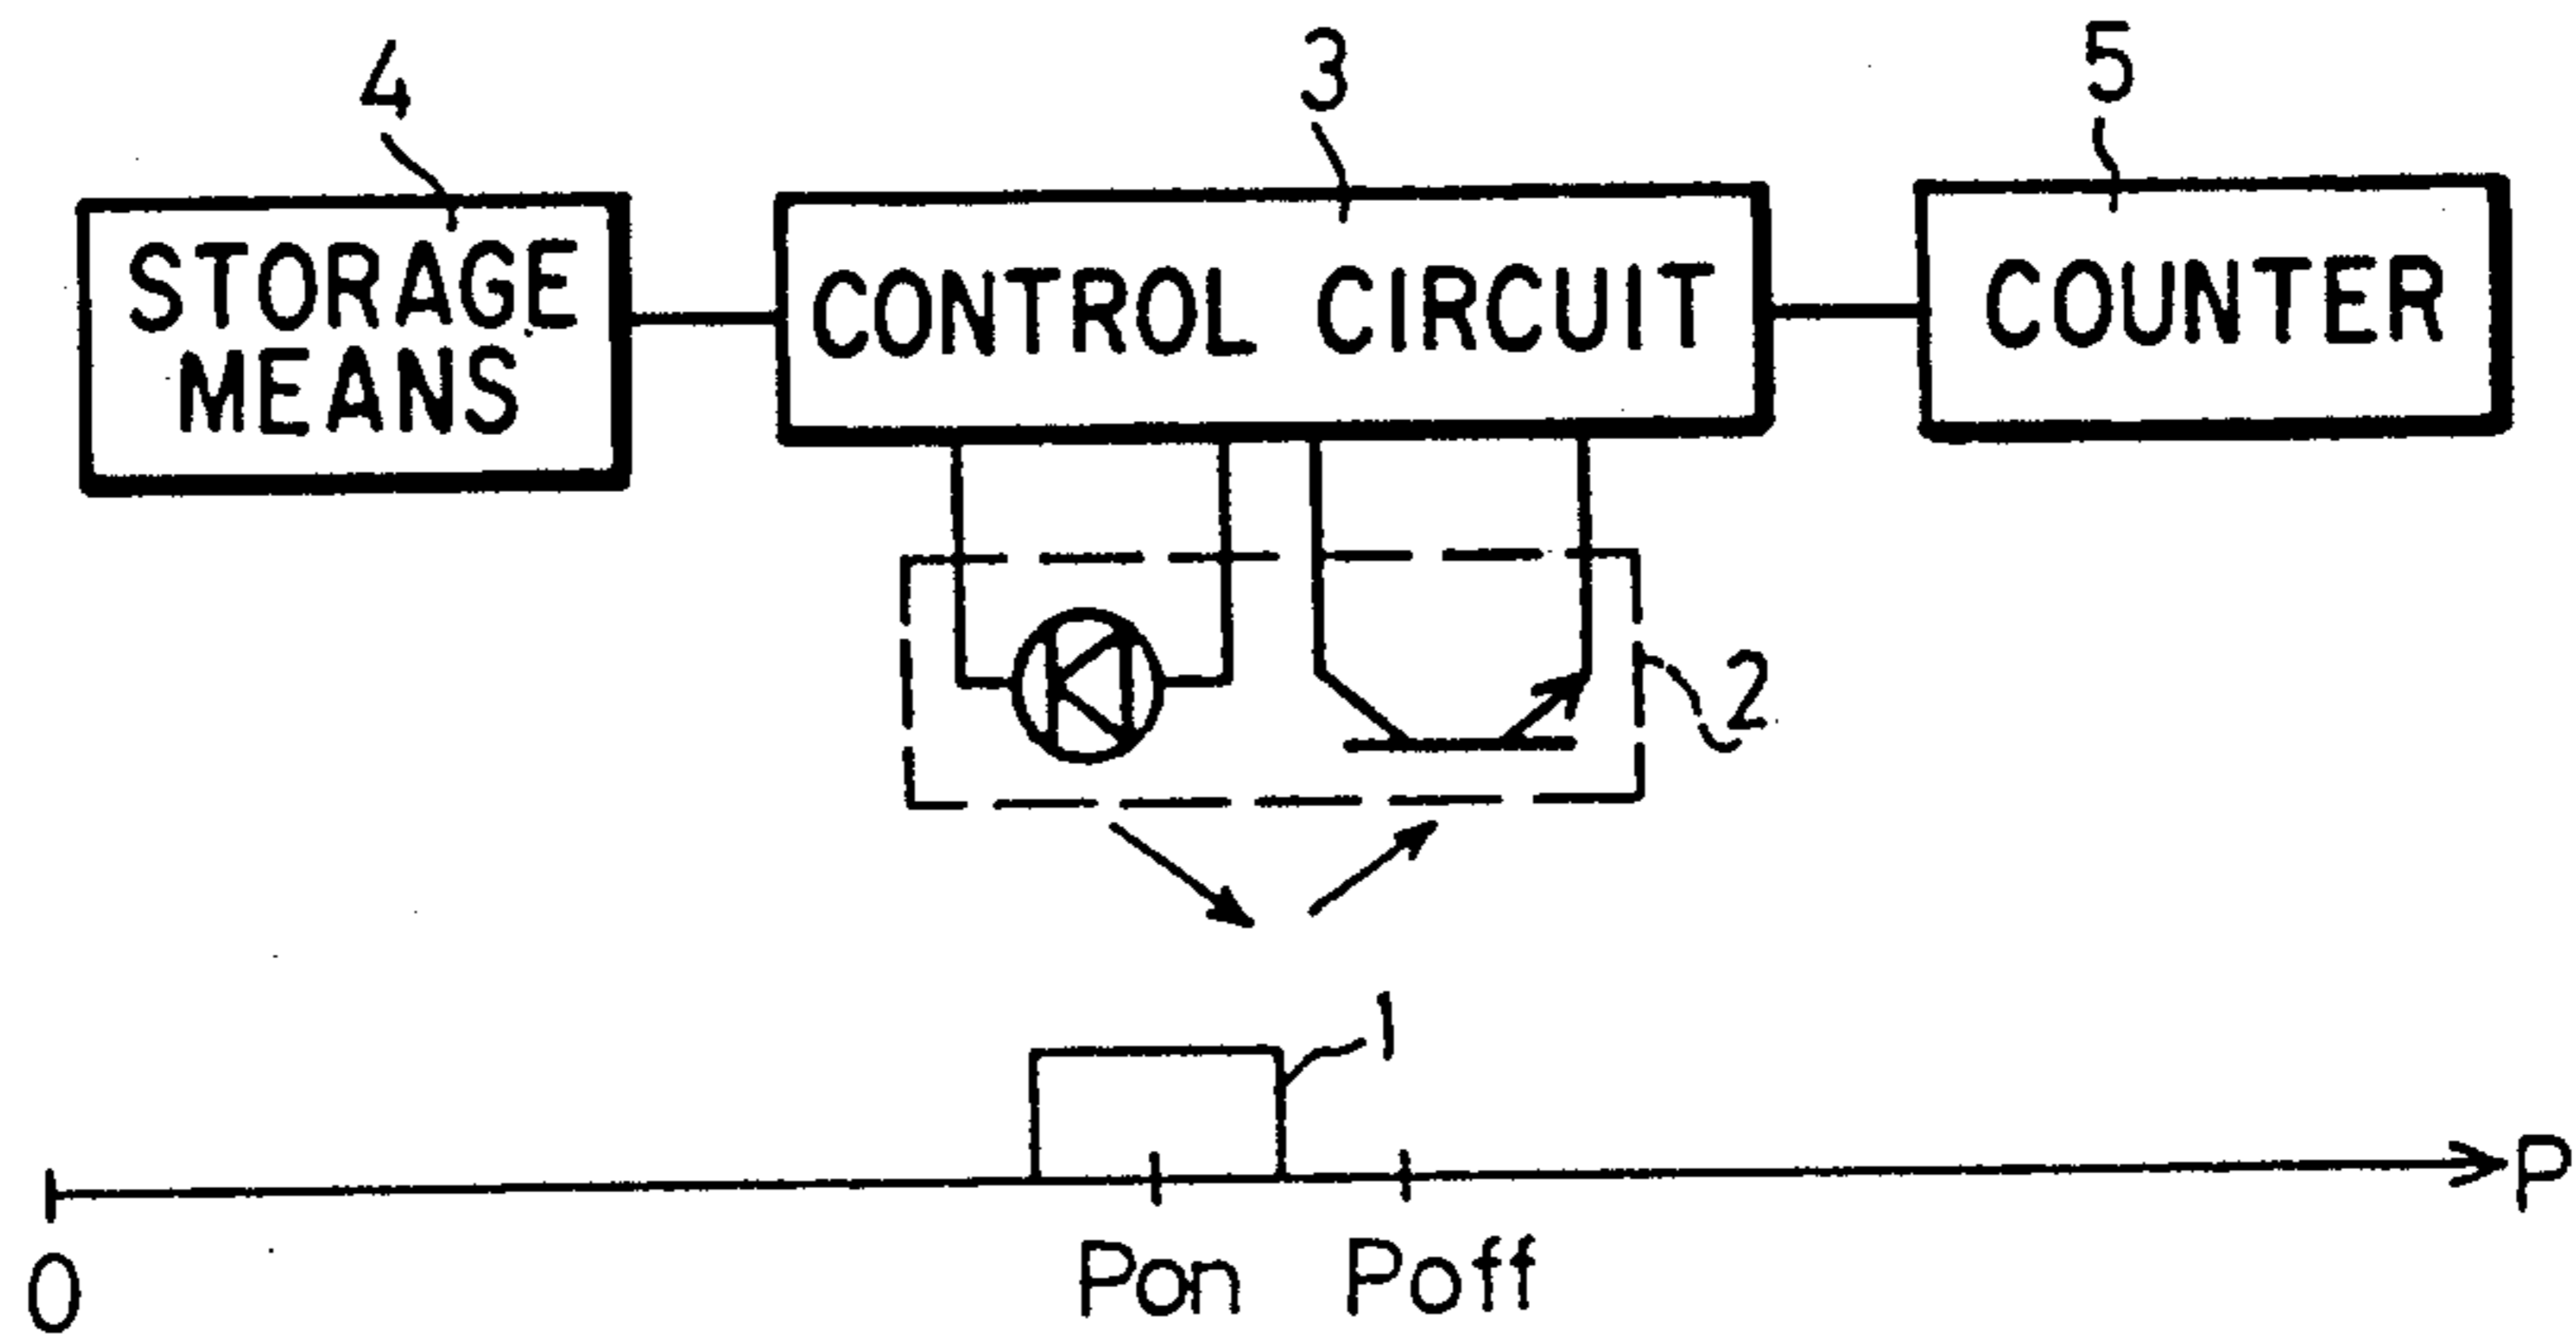 4
3
5
STORAGE
MEANS
CONTROL CIRCUIT
COUNTER
2
1
P
0
Pon
Poff